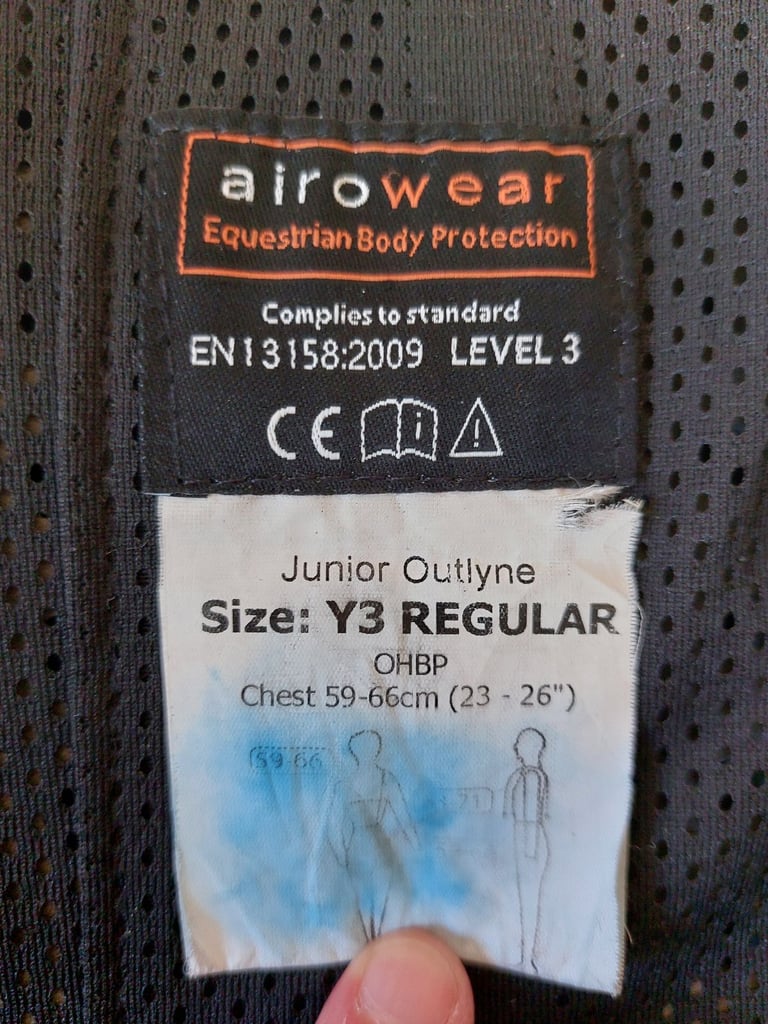 airowear
Equestrian Body Protection
Complies to standard
EN13158:2009 LEVEL 3
CE i !
Junior Outlyne
Size: Y3 REGULAR
OHBP
Chest 59-66cm (23 - 26")
59-66